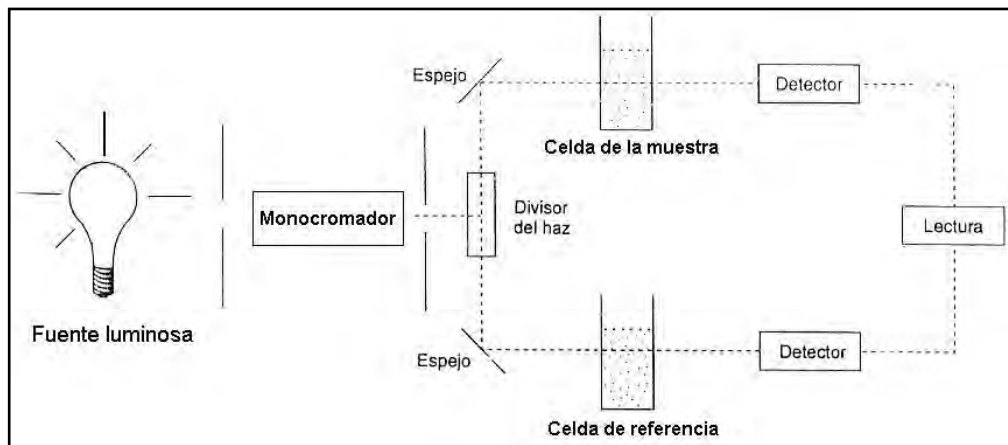 Espejo
Detector
Celda de la muestra
Monocromador
Divisor
del haz
Lectura
Fuente luminosa
Espejo
Detector
Celda de referencia